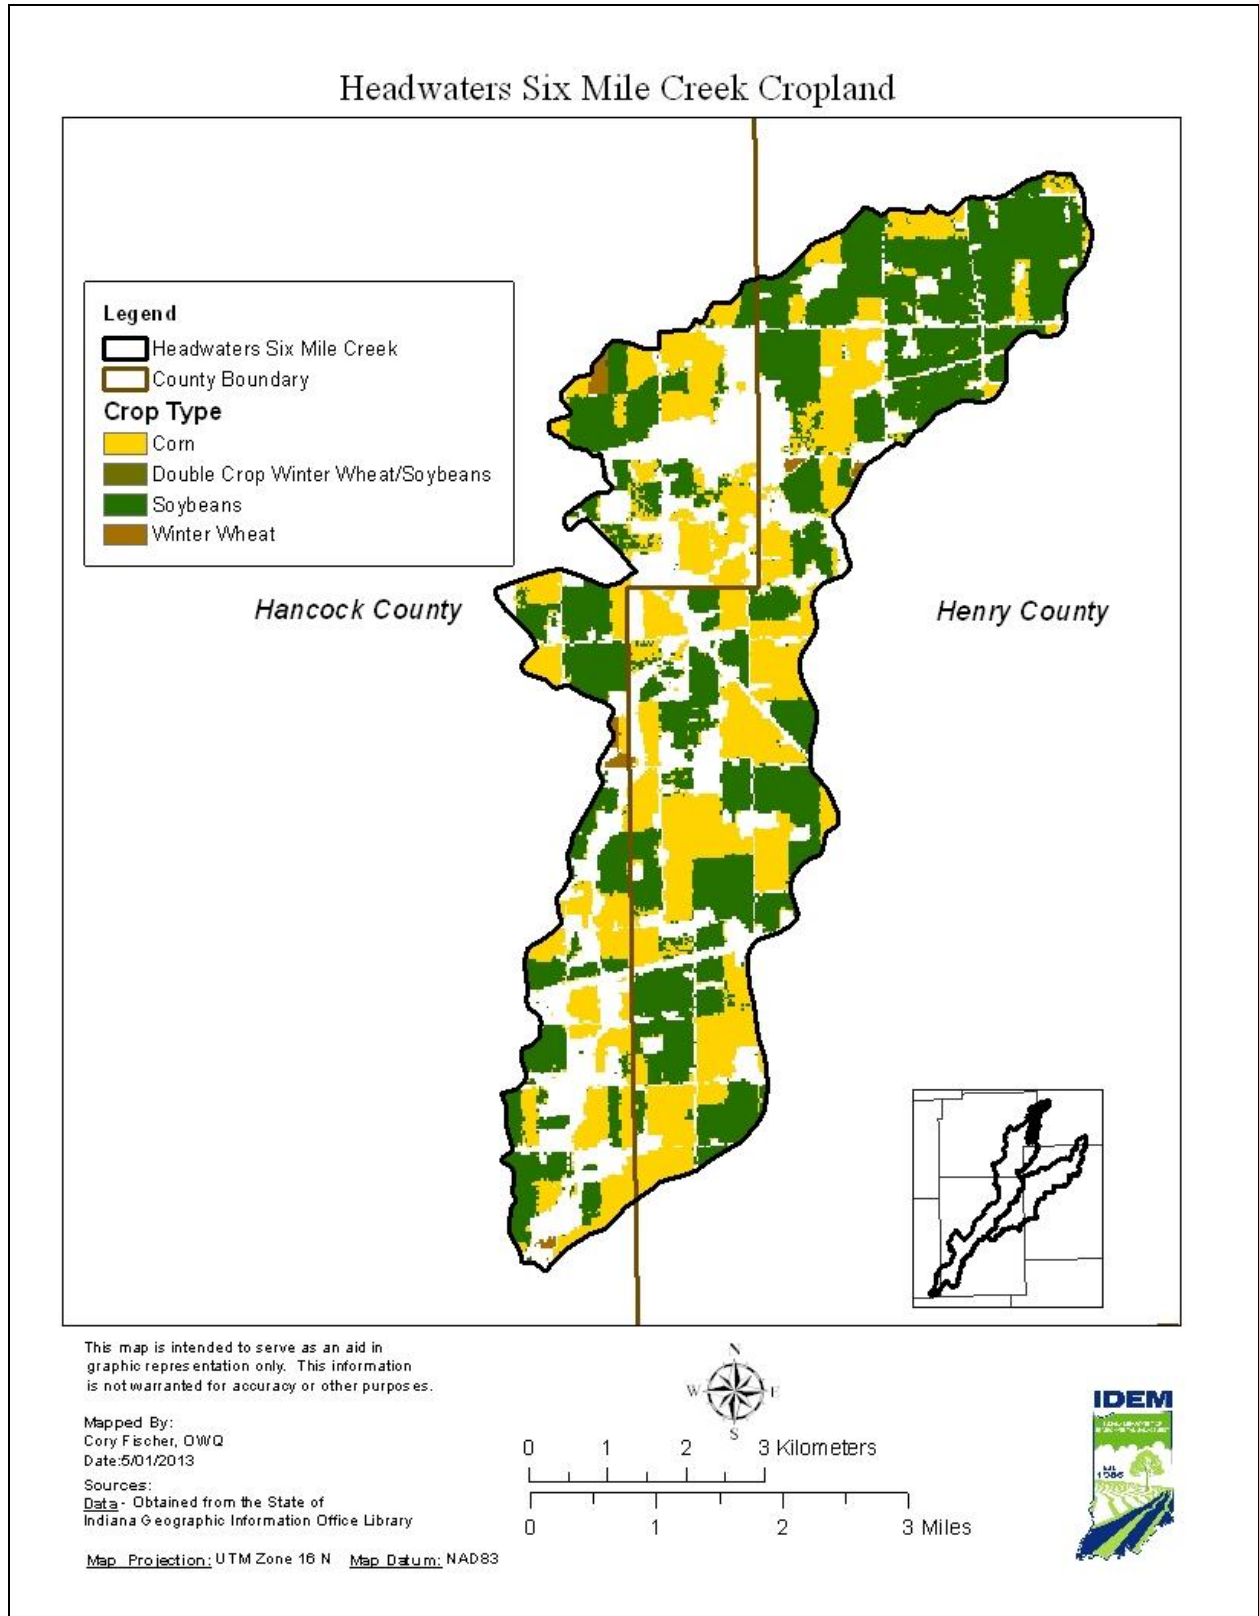 Headwaters Six Mile Creek Cropland
Legend
Headwaters Six Mile Creek
County Boundary
Crop Type
Corn
Double Crop Winter Wheat/Soybeans
Soybeans
Winter Wheat
Hancock County
Henry County
This map is intended to serve as an aid in
graphic representation only. This information
is not warranted for accuracy or other purposes.
Mapped By:
Cory Fischer, OWQ
Date:5/01/2013
Sources:
Data - Obtained from the State of
Indiana Geographic Information Office Library
Map Projection: UTM Zone 16 N Map Datum: NAD83
N
W E
S
0 1 2 3 Kilometers
0 1 2 3 Miles
IDEM
1986